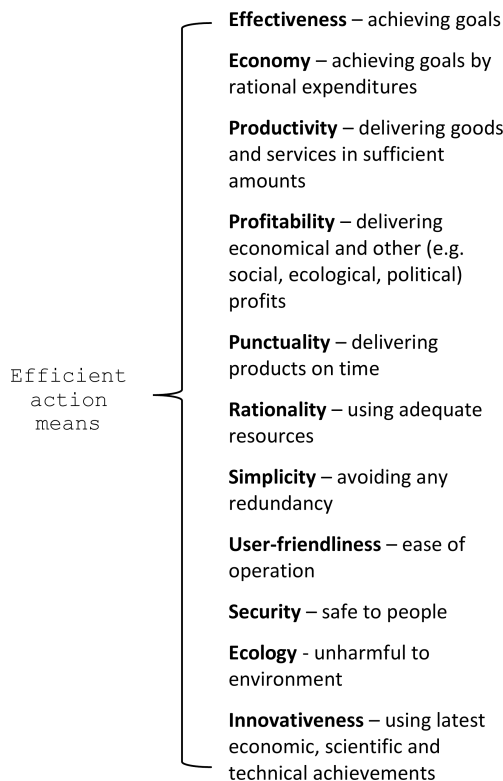 Effectiveness – achieving goals
Economy – achieving goals by
rational expenditures
Productivity – delivering goods
and services in sufficient
amounts
Profitability – delivering
economical and other (e.g.
social, ecological, political)
profits
Punctuality – delivering
products on time
Efficient
action
means
Rationality – using adequate
resources
Simplicity – avoiding any
redundancy
User-friendliness – ease of
operation
Security – safe to people
Ecology - unharmful to
environment
Innovativeness – using latest
economic, scientific and
technical achievements